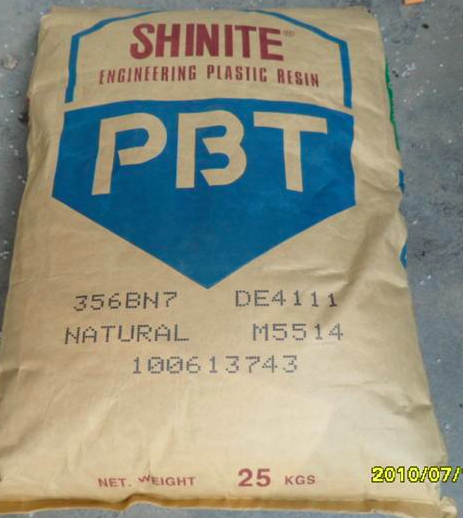 SHINITE®
ENGINEERING PLASTIC RESIN
PBT
356BN7 DE4111
NATURAL M5514
100613743
NET. WEIGHT 25 KGS
2010/07/